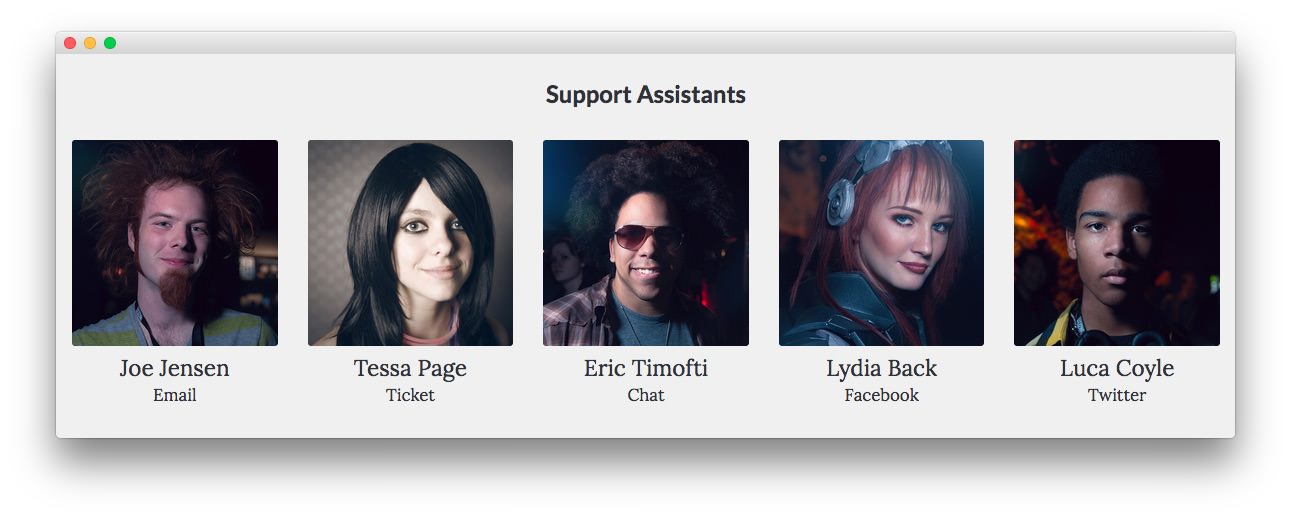 Support Assistants
Joe Jensen
Email
Tessa Page
Ticket
Eric Timofti
Chat
Lydia Back
Facebook
Luca Coyle
Twitter